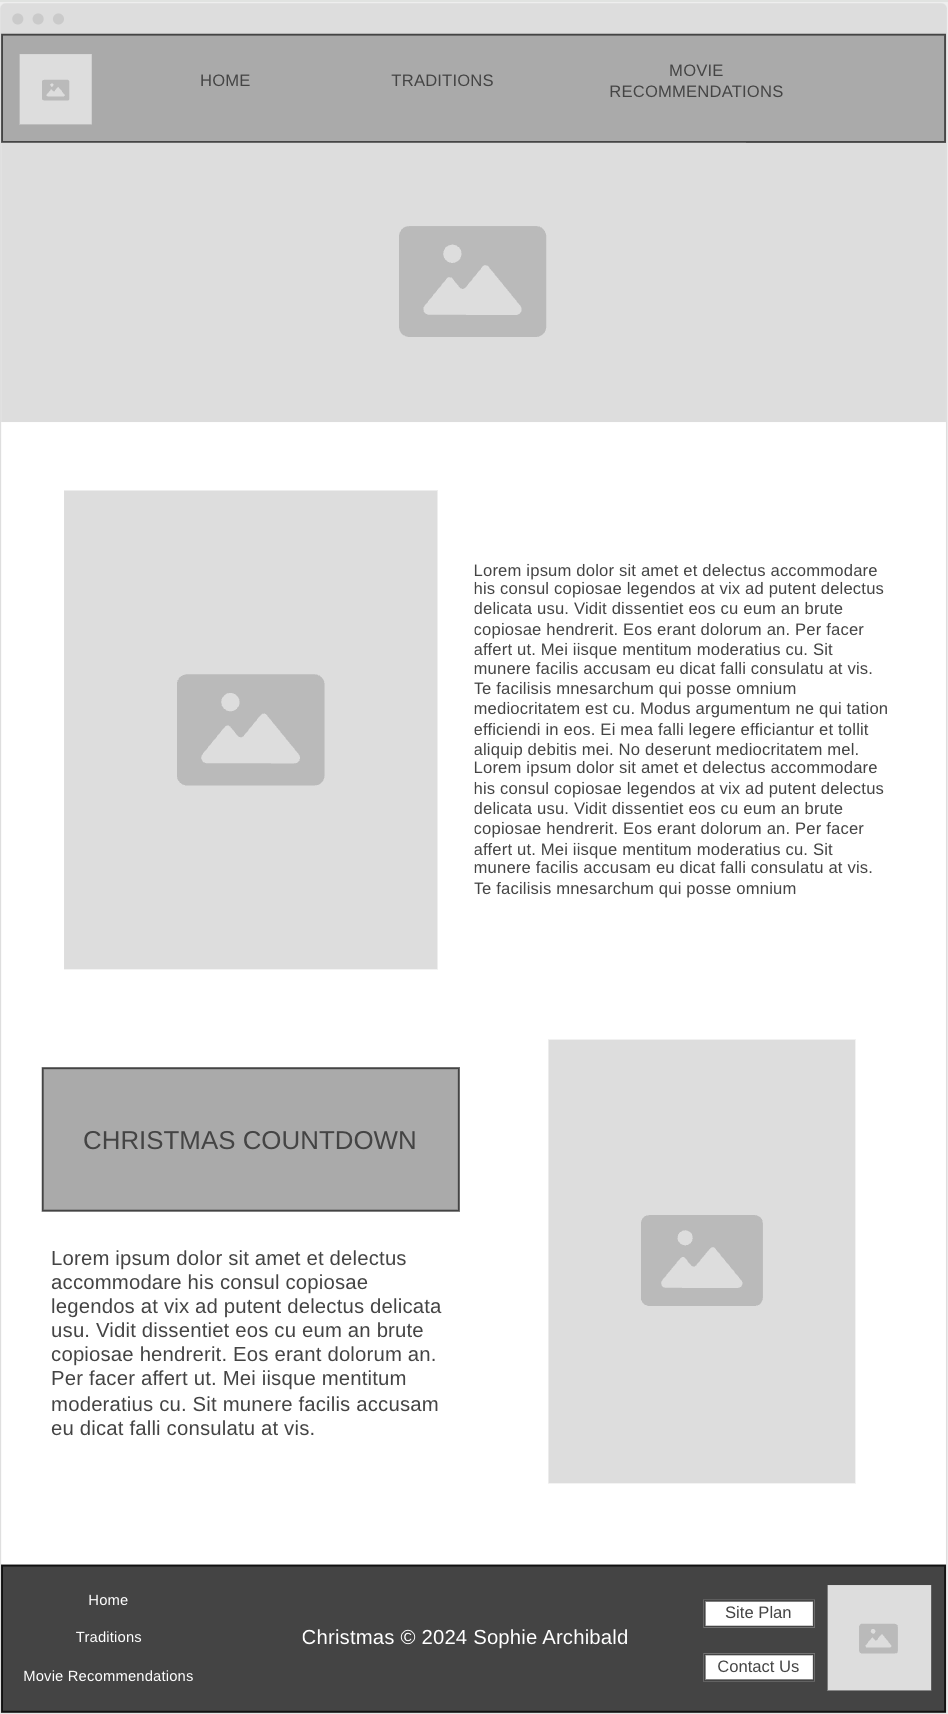 HOME
TRADITIONS
MOVIE
RECOMMENDATIONS
Lorem ipsum dolor sit amet et delectus accommodare
his consul copiosae legendos at vix ad putent delectus
delicata usu. Vidit dissentiet eos cu eum an brute
copiosae hendrerit. Eos erant dolorum an. Per facer
affert ut. Mei iisque mentitum moderatius cu. Sit
munere facilis accusam eu dicat falli consulatu at vis.
Te facilisis mnesarchum qui posse omnium
mediocritatem est cu. Modus argumentum ne qui tation
efficiendi in eos. Ei mea falli legere efficiantur et tollit
aliquip debitis mei. No deserunt mediocritatem mel.
Lorem ipsum dolor sit amet et delectus accommodare
his consul copiosae legendos at vix ad putent delectus
delicata usu. Vidit dissentiet eos cu eum an brute
copiosae hendrerit. Eos erant dolorum an. Per facer
affert ut. Mei iisque mentitum moderatius cu. Sit
munere facilis accusam eu dicat falli consulatu at vis.
Te facilisis mnesarchum qui posse omnium
CHRISTMAS COUNTDOWN
Lorem ipsum dolor sit amet et delectus
accommodare his consul copiosae
legendos at vix ad putent delectus delicata
usu. Vidit dissentiet eos cu eum an brute
copiosae hendrerit. Eos erant dolorum an.
Per facer affert ut. Mei iisque mentitum
moderatius cu. Sit munere facilis accusam
eu dicat falli consulatu at vis.
Home
Traditions
Movie Recommendations
Christmas © 2024 Sophie Archibald
Site Plan
Contact Us